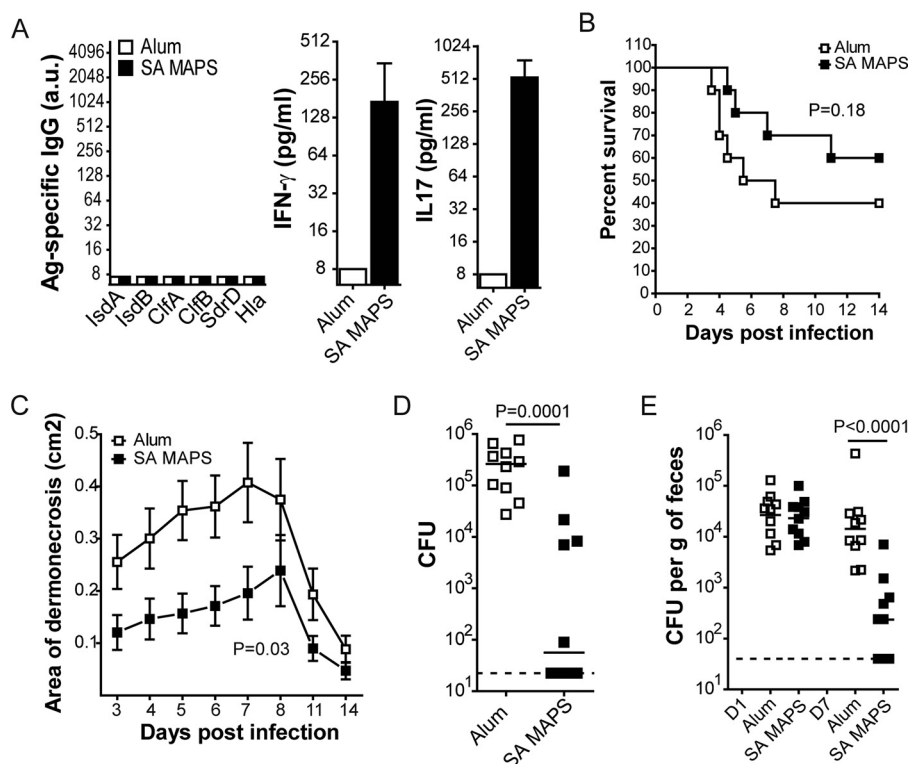 A
Ag-specific IgG (a.u.)
4096
2048
1024
512
256
128
64
32
16
8
Alum
SA MAPS
IsdA
IsdB
ClfA
ClfB
SdrD
Hla
IFN-γ (pg/ml)
512
256
128
64
32
16
8
Alum
SA MAPS
IL17 (pg/ml)
1024
512
256
128
64
32
16
8
Alum
SA MAPS
B
Percent survival
110
100
90
80
70
60
50
40
30
20
10
0
Alum
SA MAPS
P=0.18
0 2 4 6 8 10 12 14
Days post infection
C
Area of dermonecrosis (cm2)
0.5
0.4
0.3
0.2
0.1
Alum
SA MAPS
P=0.03
3 4 5 6 7 8 11 14
Days post infection
D
P=0.0001
CFU
10⁶
10⁵
10⁴
10³
10²
10¹
Alum
SA MAPS
E
P<0.0001
CFU per g of feces
10⁶
10⁵
10⁴
10³
10²
10¹
D1
Alum
SA MAPS
D7
Alum
SA MAPS